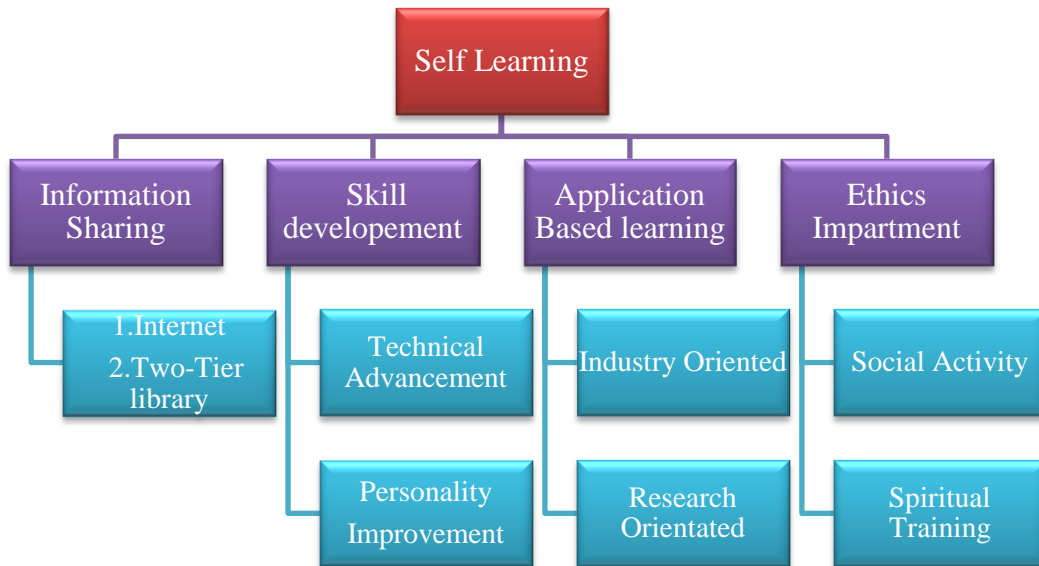 Self Learning
Information
Sharing
Skill
developement
Application
Based learning
Ethics
Impartment
1.Internet
2.Two-Tier
library
Technical
Advancement
Industry Oriented
Social Activity
Personality
Improvement
Research
Orientated
Spiritual
Training